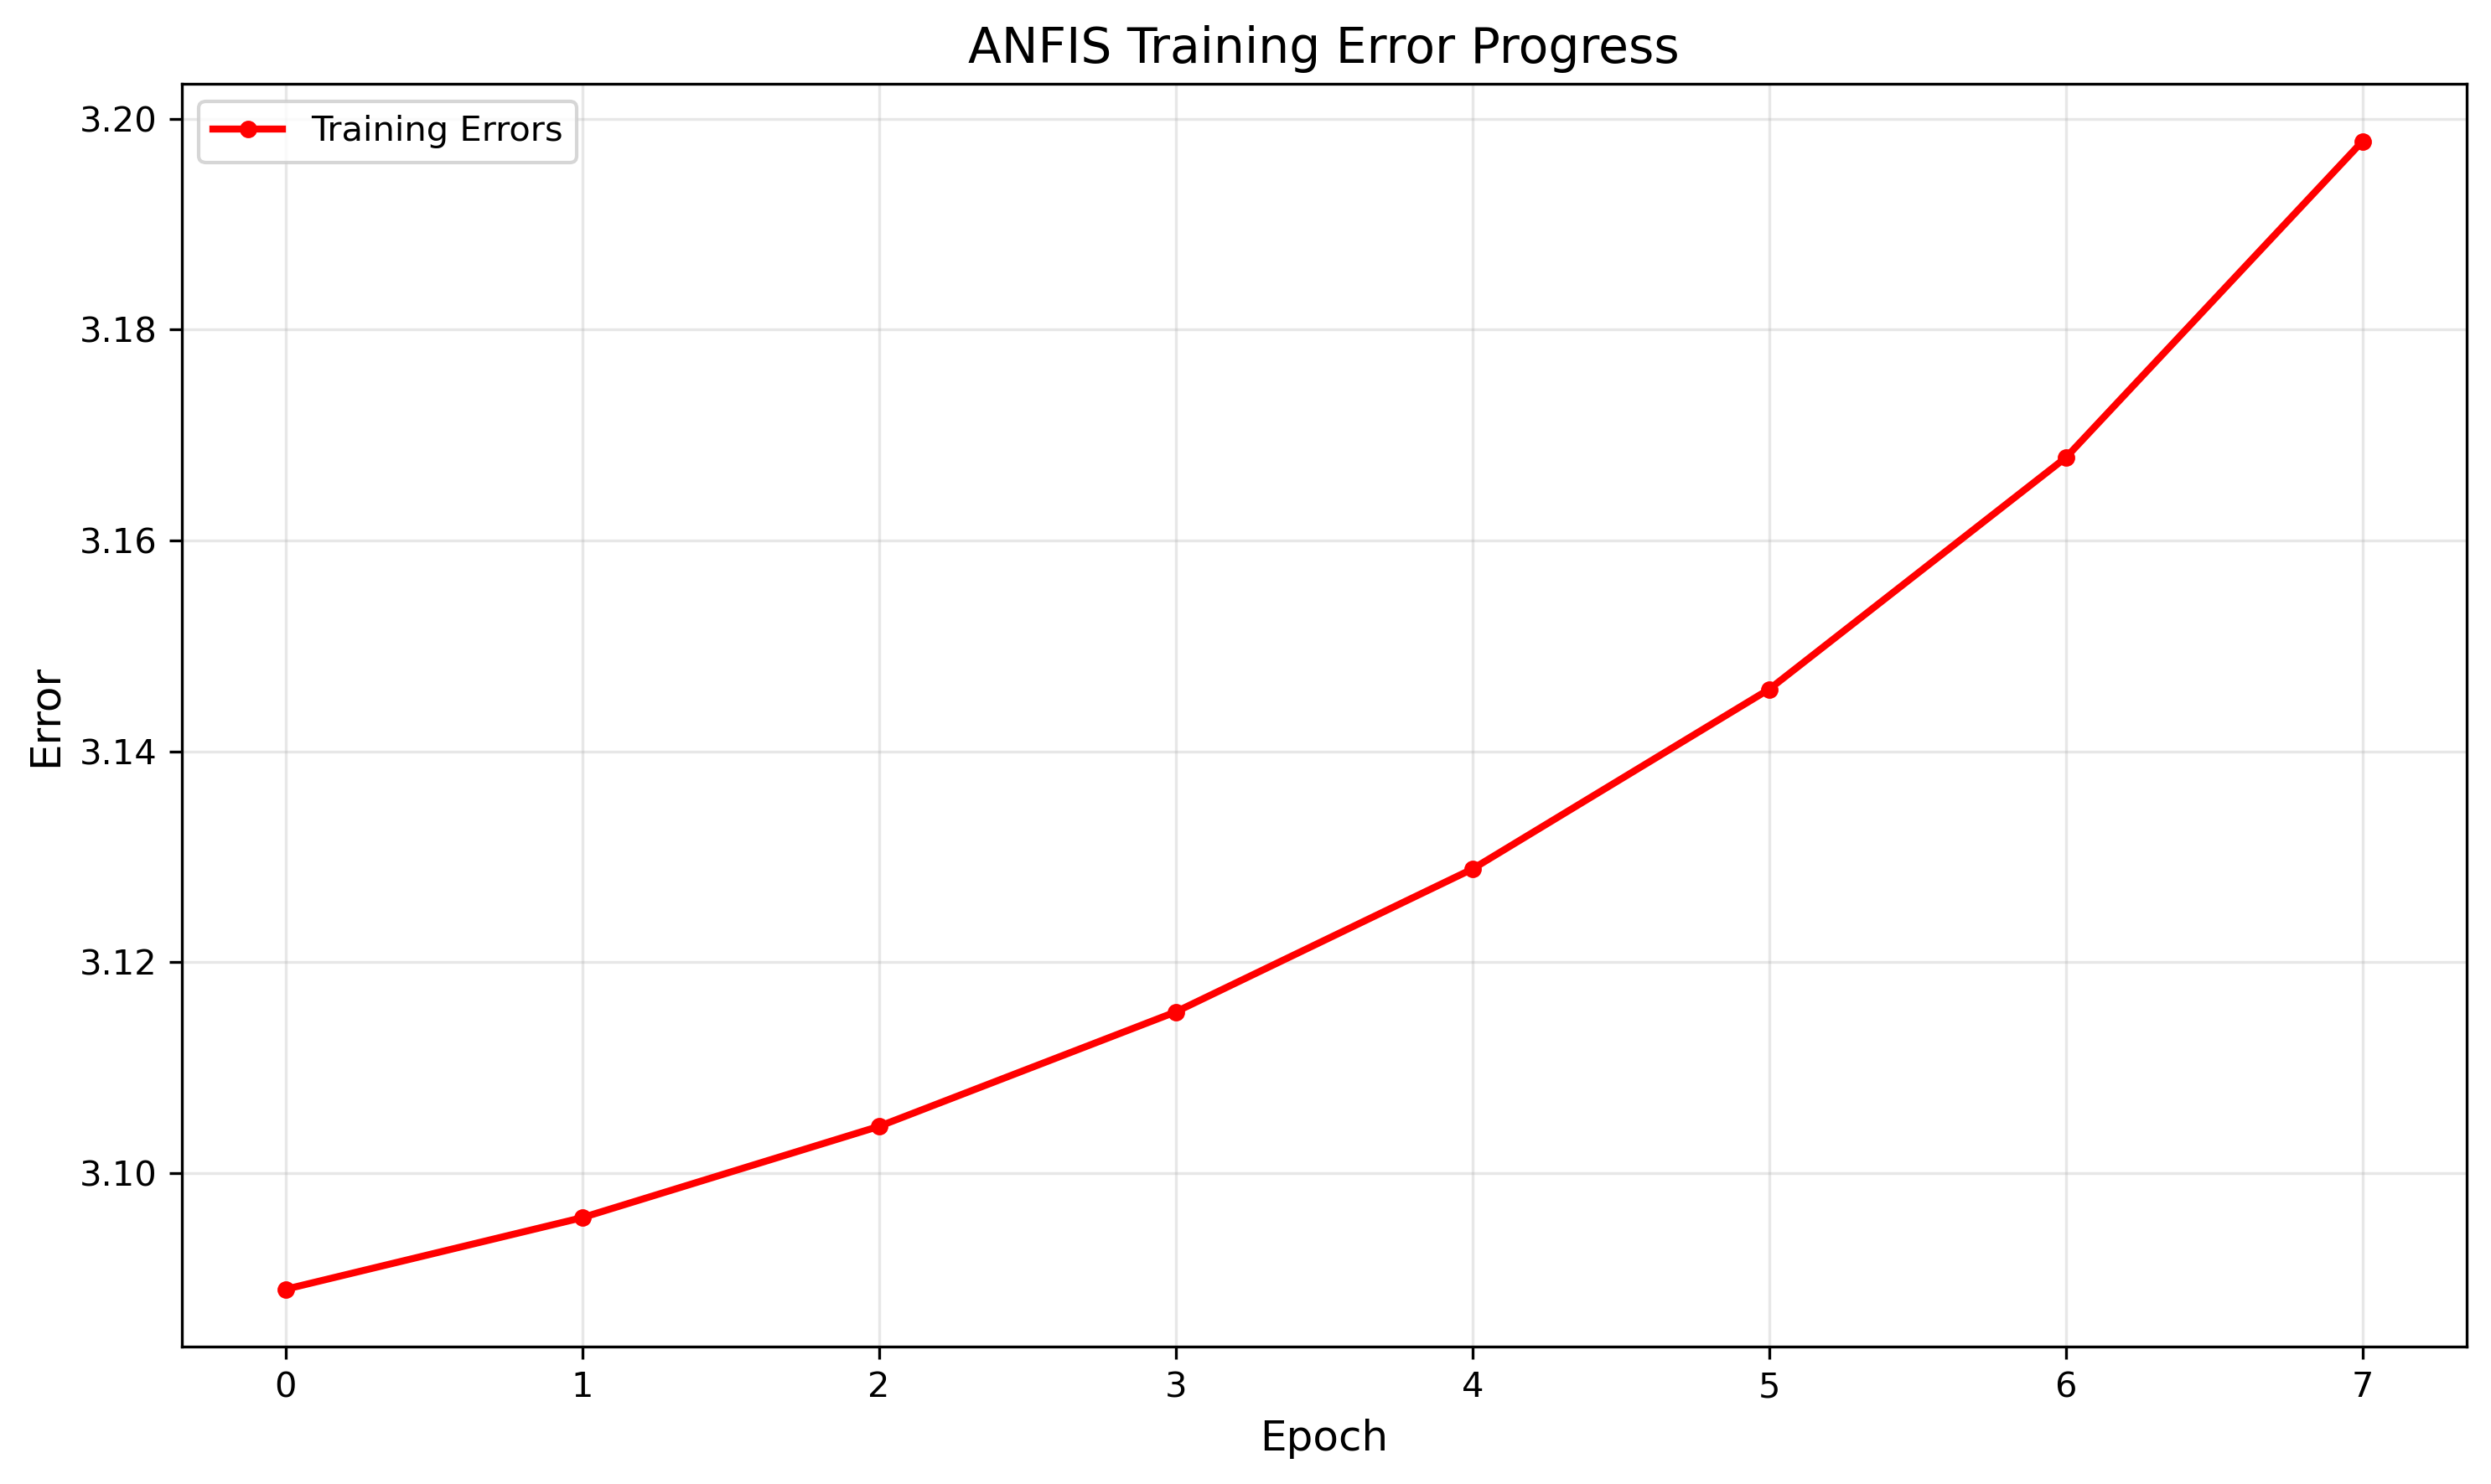 ANFIS Training Error Progress
Training Errors
3.20
3.18
3.16
3.14
3.12
3.10
Error
0 1 2 3 4 5 6 7
Epoch